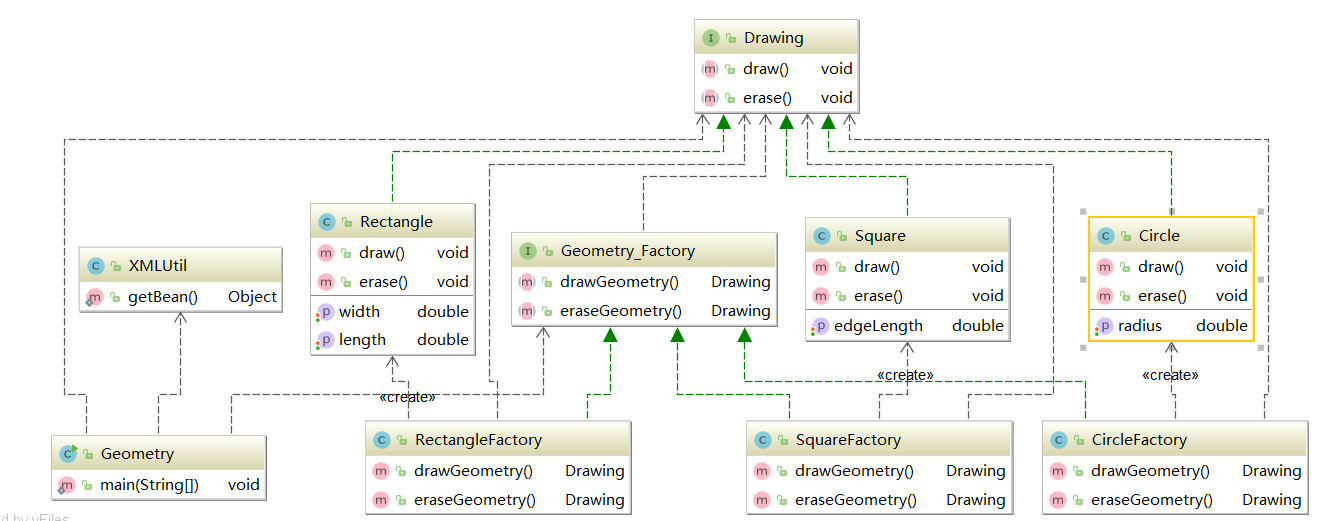 Drawing
draw() void
erase() void
Rectangle
draw() void
erase() void
width double
length double
XMLUtil
getBean() Object
Geometry_Factory
drawGeometry() Drawing
eraseGeometry() Drawing
Square
draw() void
erase() void
edgeLength double
Circle
draw() void
erase() void
radius double
«create»
«create»
«create»
Geometry
main(String[]) void
RectangleFactory
drawGeometry() Drawing
eraseGeometry() Drawing
SquareFactory
drawGeometry() Drawing
eraseGeometry() Drawing
CircleFactory
drawGeometry() Drawing
eraseGeometry() Drawing
d by yFiles